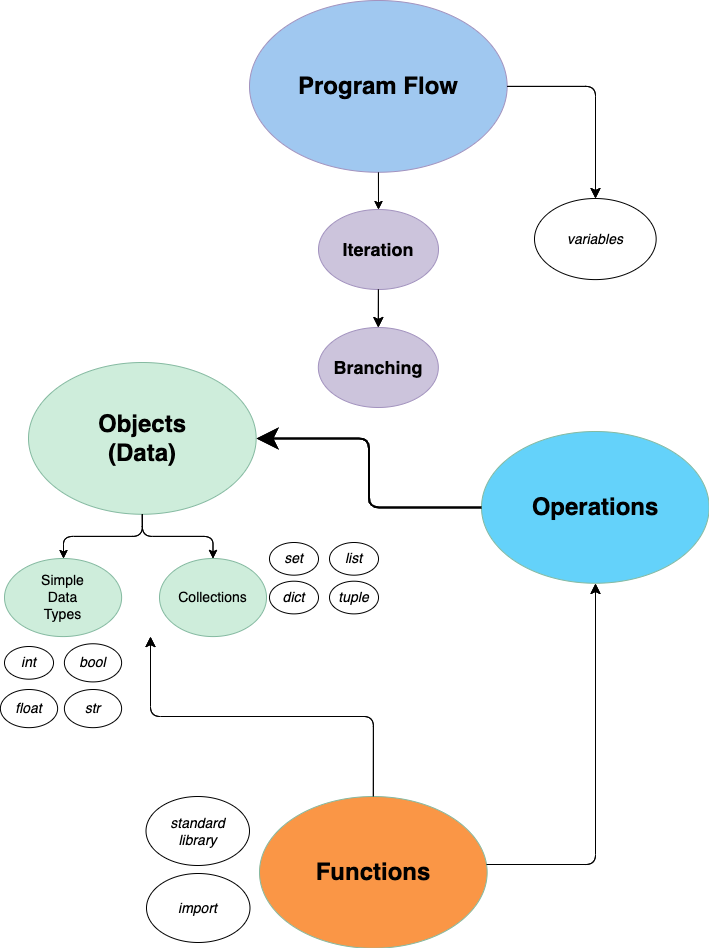 Program Flow
variables
Iteration
Branching
Objects
(Data)
Operations
Simple
Data
Types
Collections
set
list
dict
tuple
int
bool
float
str
standard
library
Functions
import